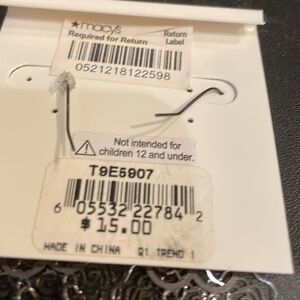 ★macy's Return
Required for Return Label
0521218122598
Not intended for
children 12 and under.
T9E5907
6 05532 22784 2
$ 15.00
MADE IN CHINA Q1 TREND 1